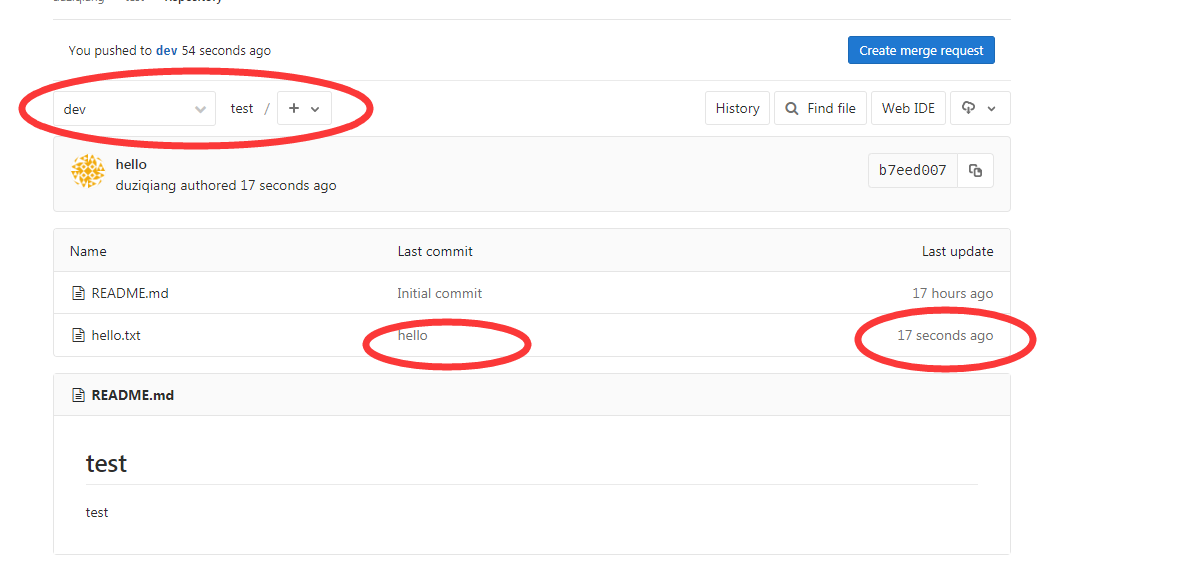 You pushed to dev 54 seconds ago
Create merge request
dev
test /
History
Find file
Web IDE
hello
duziqiang authored 17 seconds ago
b7eed007
Name Last commit Last update
README.md Initial commit 17 hours ago
hello.txt hello 17 seconds ago
README.md
test
test